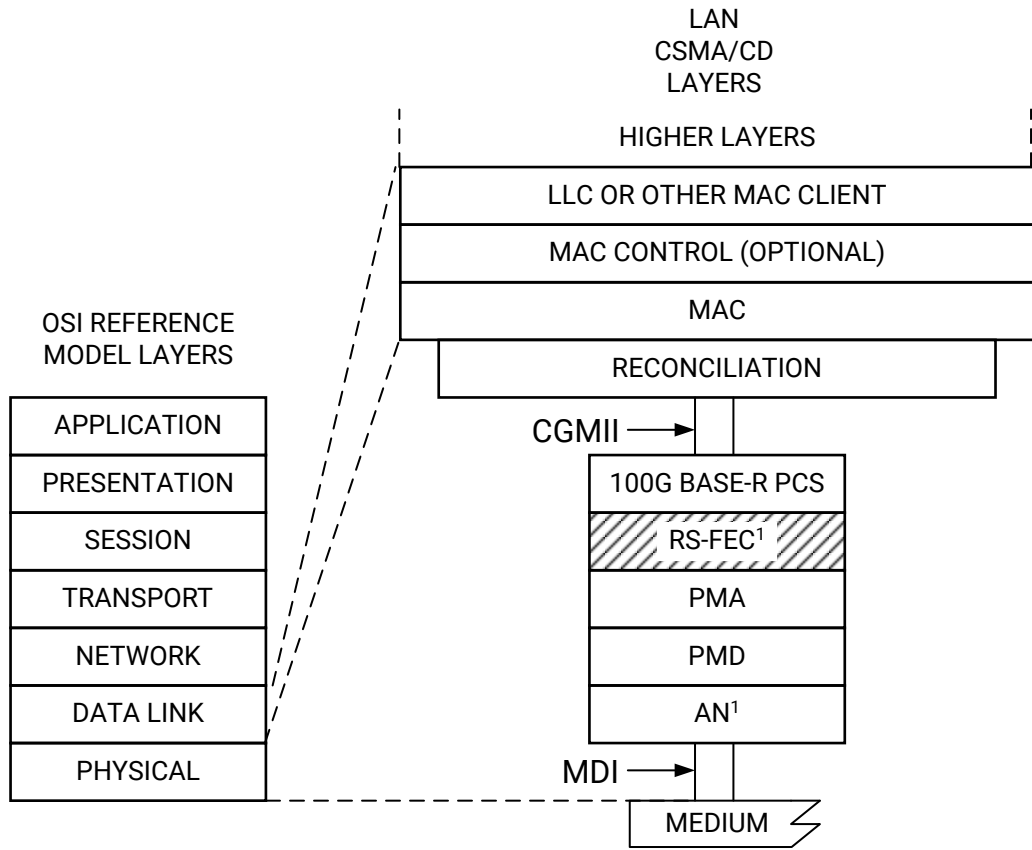 LAN
CSMA/CD
LAYERS
HIGHER LAYERS
LLC OR OTHER MAC CLIENT
MAC CONTROL (OPTIONAL)
MAC
RECONCILIATION
CGMII
100G BASE-R PCS
RS-FEC¹
PMA
PMD
AN¹
MDI
MEDIUM
OSI REFERENCE
MODEL LAYERS
APPLICATION
PRESENTATION
SESSION
TRANSPORT
NETWORK
DATA LINK
PHYSICAL